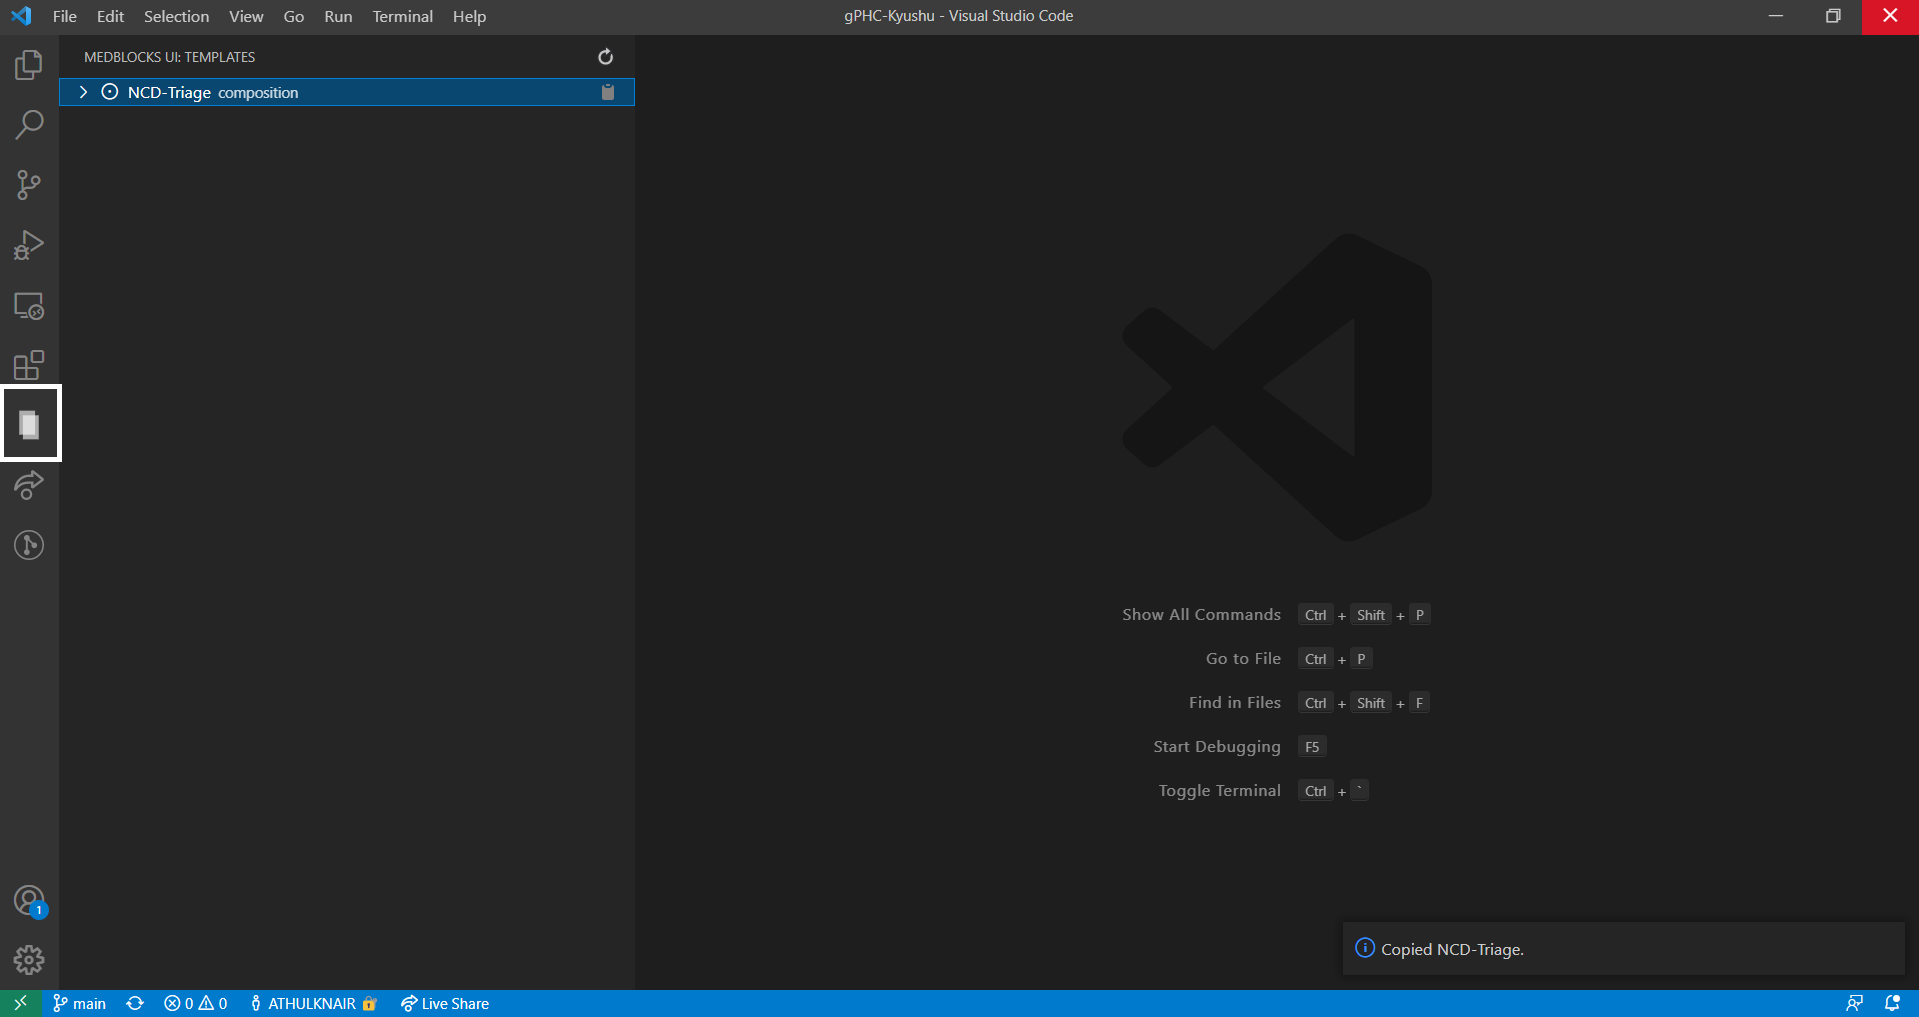 File Edit Selection View Go Run Terminal Help
gPHC-Kyushu - Visual Studio Code
MEDBLOCKS UI: TEMPLATES
NCD-Triage composition
Show All Commands Ctrl + Shift + P
Go to File Ctrl + P
Find in Files Ctrl + Shift + F
Start Debugging F5
Toggle Terminal Ctrl + `
1
Copied NCD-Triage.
main 0 0 ATHULKNAIR Live Share